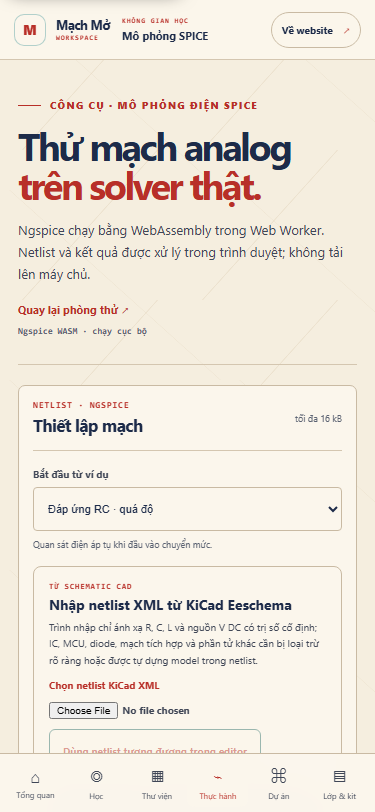 M
Mạch Mở
WORKSPACE
KHÔNG GIAN HỌC
Mô phỏng SPICE
Về website ↗
CÔNG CỤ · MÔ PHỎNG ĐIỆN SPICE
Thử mạch analog
trên solver thật.
Ngspice chạy bằng WebAssembly trong Web Worker.
Netlist và kết quả được xử lý trong trình duyệt; không tải
lên máy chủ.
Quay lại phòng thử ↗
Ngspice WASM · chạy cục bộ
NETLIST · NGSPICE
Thiết lập mạch
tối đa 16 kB
Bắt đầu từ ví dụ
Đáp ứng RC · quá độ
Quan sát điện áp tụ khi đầu vào chuyển mức.
TỪ SCHEMATIC CAD
Nhập netlist XML từ KiCad Eeschema
Trình nhập chỉ ánh xạ R, C, L và nguồn V DC có trị số cố định;
IC, MCU, diode, mạch tích hợp và phần tử khác cần bị loại trừ
rõ ràng hoặc được tự dựng model trong netlist.
Chọn netlist KiCad XML
Choose File No file chosen
Dùng netlist tương đương trong editor
Tổng quan
Học
Thư viện
Thực hành
Dự án
Lớp & kit